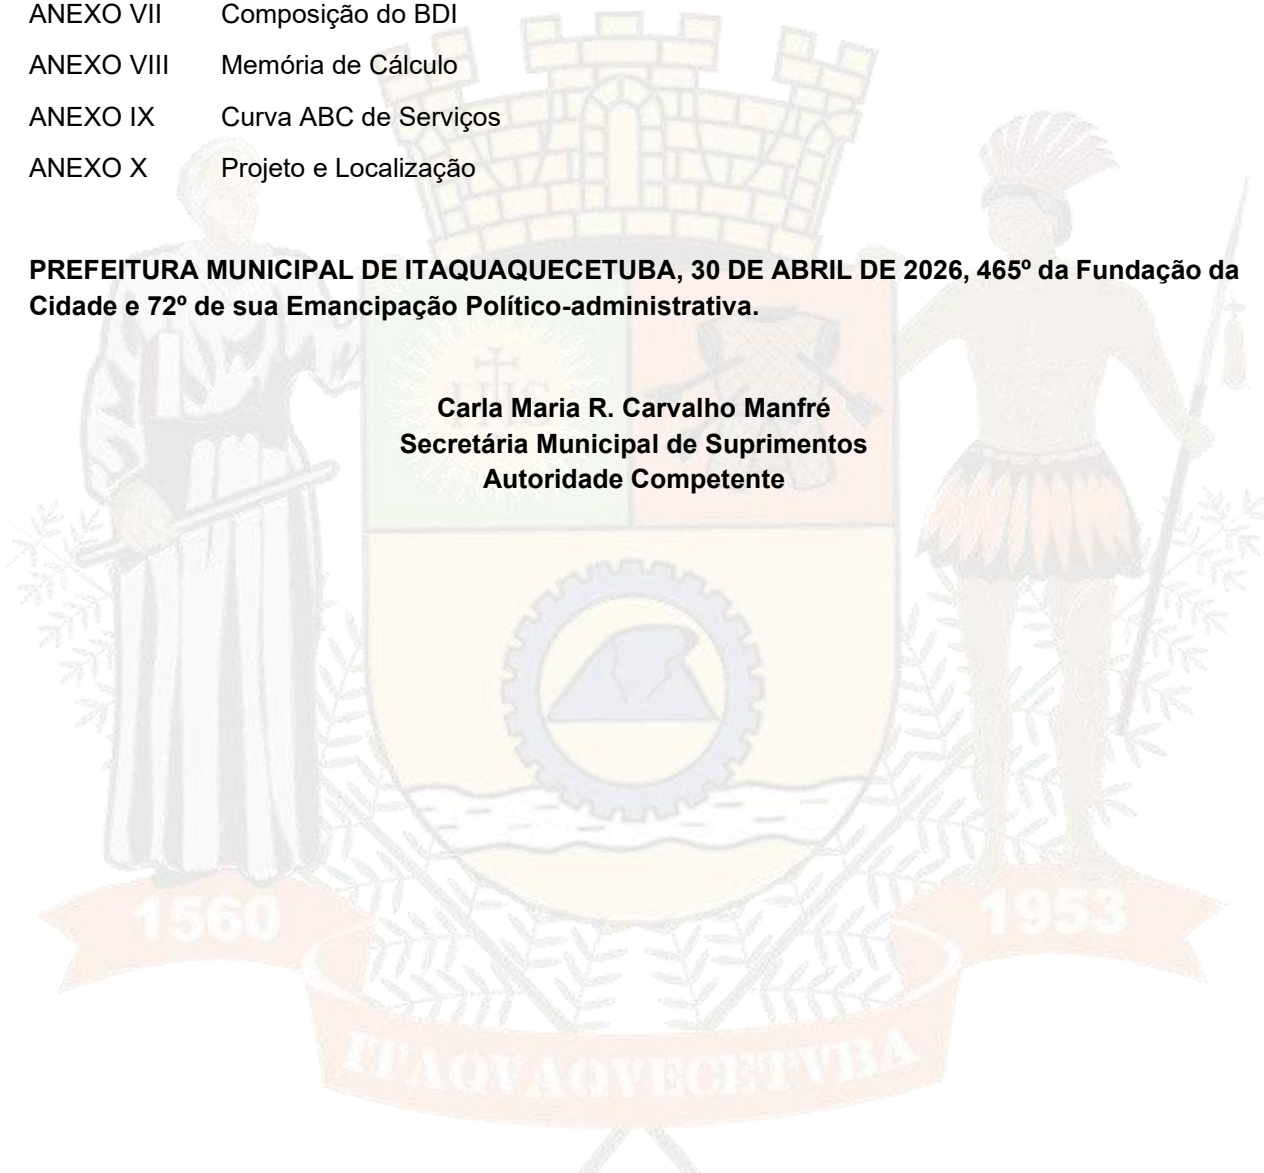 ANEXO VII Composição do BDI
ANEXO VIII Memória de Cálculo
ANEXO IX Curva ABC de Serviços
ANEXO X Projeto e Localização
PREFEITURA MUNICIPAL DE ITAQUAQUECETUBA, 30 DE ABRIL DE 2026, 465º da Fundação da
Cidade e 72º de sua Emancipação Político-administrativa.
Carla Maria R. Carvalho Manfré
Secretária Municipal de Suprimentos
Autoridade Competente
IHS
1560
1953
ITAQVAQVECETVBA